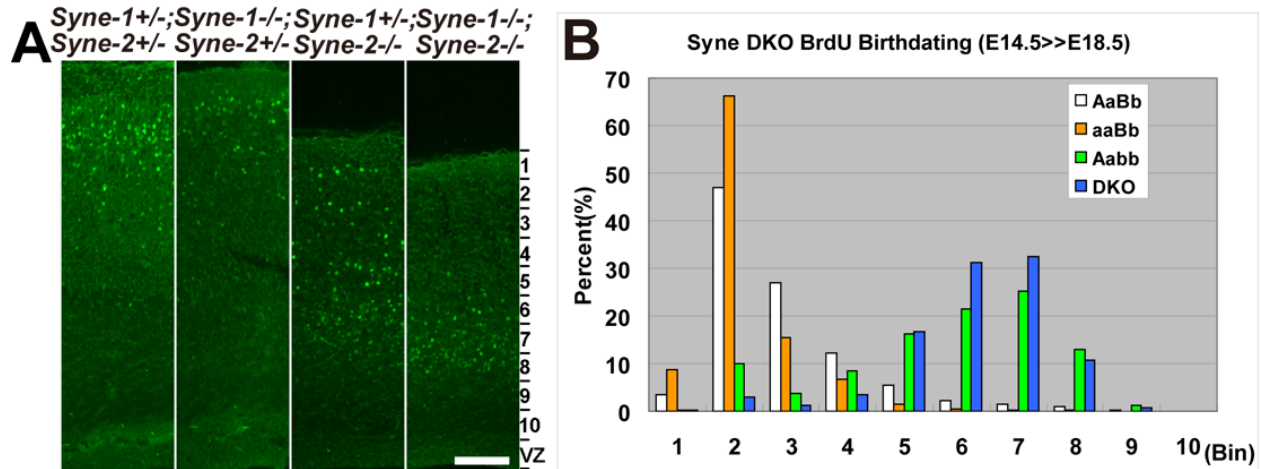 A
Syne-1+/-; Syne-1-/-; Syne-1+/-; Syne-1-/-;
Syne-2+/- Syne-2+/- Syne-2-/- Syne-2-/-
1
2
3
4
5
6
7
8
9
10
VZ
B
Syne DKO BrdU Birthdating (E14.5>>E18.5)
Percent(%)
70
60
50
40
30
20
10
0
AaBb
aaBb
Aabb
DKO
1 2 3 4 5 6 7 8 9 10 (Bin)